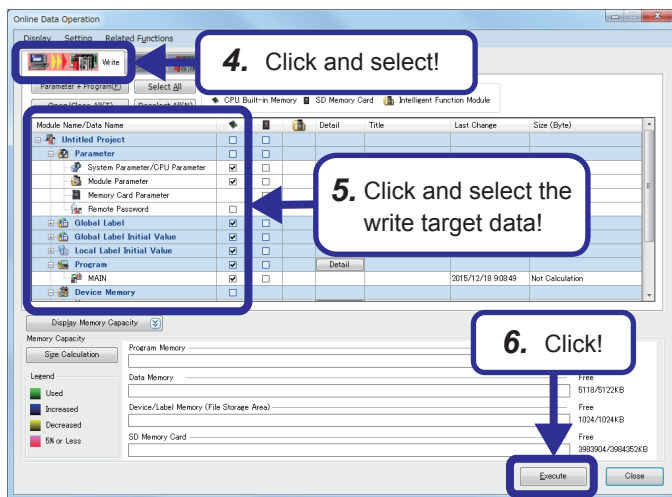 Online Data Operation
Display Setting Related Functions
Write
4. Click and select!
Parameter + Program(F) Select All
Open/Close All(T) Deselect All(N)
CPU Built-in Memory SD Memory Card Intelligent Function Module
Module Name/Data Name Detail Title Last Change Size (Byte)
Untitled Project
Parameter
System Parameter/CPU Parameter
Module Parameter
Memory Card Parameter
Remote Password
5. Click and select the
write target data!
Global Label
Global Label Initial Value
Local Label Initial Value
Program Detail
MAIN 2015/12/18 9:08:49 Not Calculation
Device Memory
Display Memory Capacity
Memory Capacity
Size Calculation
Program Memory
6. Click!
Legend
Used
Increased
Decreased
5% or Less
Data Memory Free
5118/5122KB
Device/Label Memory (File Storage Area) Free
1024/1024KB
SD Memory Card Free
3983904/3984352KB
Execute Close